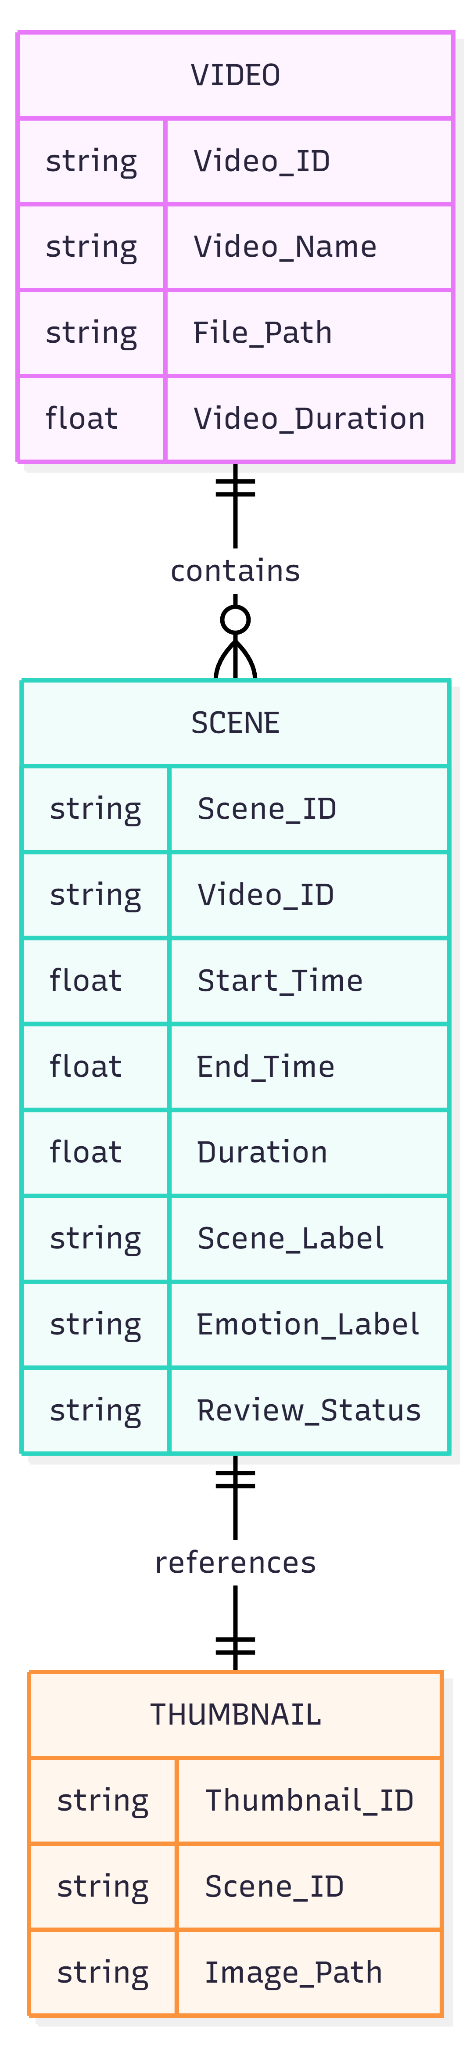 VIDEO
string Video_ID
string Video_Name
string File_Path
float Video_Duration
contains
SCENE
string Scene_ID
string Video_ID
float Start_Time
float End_Time
float Duration
string Scene_Label
string Emotion_Label
string Review_Status
references
THUMBNAIL
string Thumbnail_ID
string Scene_ID
string Image_Path